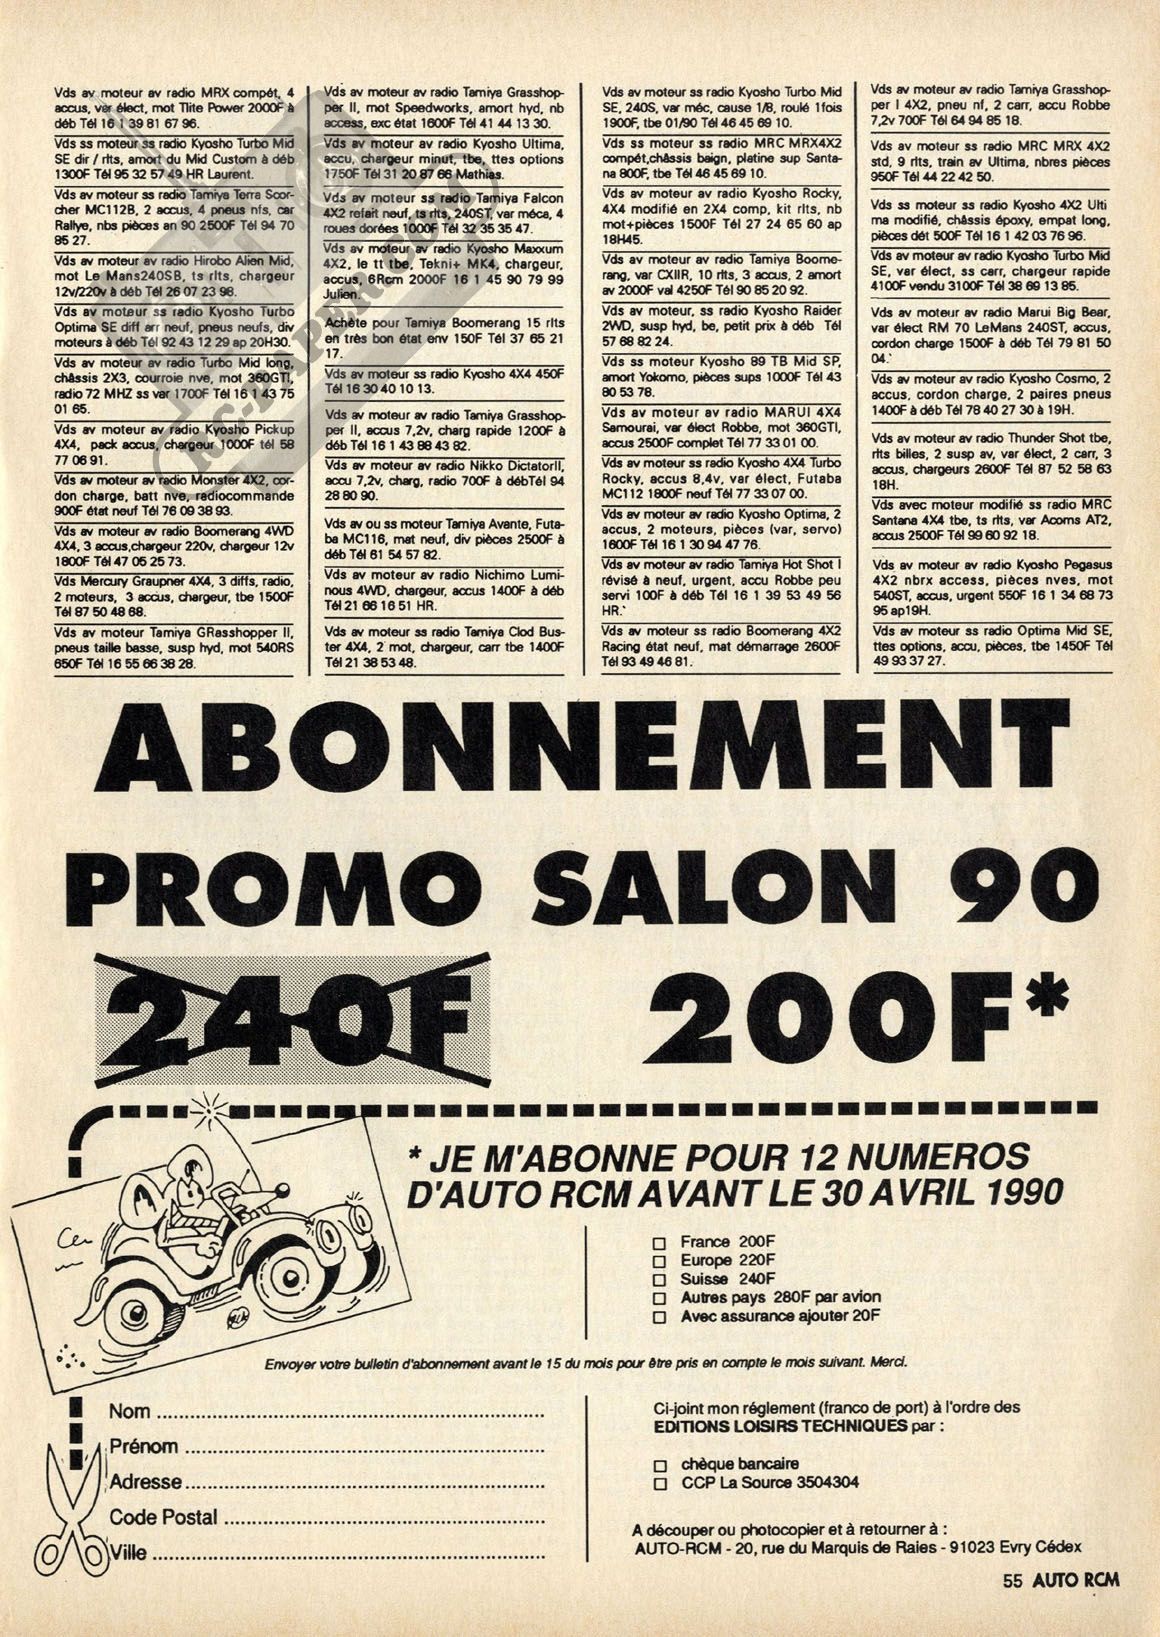 Vds av moteur av radio MRX compét, 4
accus, var élect, mot Tlite Power 2000F à
déb Tél 16 1 39 81 67 96.
Vds ss moteur ss radio Kyosho Turbo Mid
SE dir / rlts, amort du Mid Custom à déb
1300F Tél 95 32 57 49 HR Laurent.
Vds av moteur ss radio Tamiya Terra Scor-
cher MC112B, 2 accus, 4 pneus nfs, car
Rallye, nbs pièces an 90 2500F Tél 94 70
85 27.
Vds av moteur av radio Hirobo Alien Mid,
mot Le Mans240SB, ts rlts, chargeur
12v/220v à déb Tél 26 07 23 98.
Vds av moteur ss radio Kyosho Turbo
Optima SE diff arr neuf, pneus neufs, div
moteurs à déb Tél 92 43 12 29 ap 20H30.
Vds av moteur av radio Turbo Mid long,
châssis 2X3, courroie nve, mot 360GTI,
radio 72 MHZ ss var 1700F Tél 16 1 43 75
01 65.
Vds av moteur av radio Kyosho Pickup
4X4, pack accus, chargeur 1000F tél 58
77 06 91.
Vds av moteur av radio Monster 4X2, cor-
don charge, batt nve, radiocommande
900F état neuf Tél 76 09 38 93.
Vds av moteur av radio Boomerang 4WD
4X4, 3 accus,chargeur 220v, chargeur 12v
1800F Tél 47 05 25 73.
Vds Mercury Graupner 4X4, 3 diffs, radio,
2 moteurs, 3 accus, chargeur, tbe 1500F
Tél 87 50 48 68.
Vds av moteur Tamiya GRasshopper II,
pneus taille basse, susp hyd, mot 540RS
650F Tél 16 55 66 38 28.
Vds av moteur av radio Tamiya Grasshop-
per II, mot Speedworks, amort hyd, nb
access, exc état 1600F Tél 41 44 13 30.
Vds av moteur av radio Kyosho Ultima,
accu, chargeur minut, tbe, ttes options
1750F Tél 31 20 87 66 Mathias.
Vds av moteur ss radio Tamiya Falcon
4X2 refait neuf, ts rlts, 240ST, var méca, 4
roues dorées 1000F Tél 32 35 35 47.
Vds av moteur av radio Kyosho Maxxum
4X2, le tt tbe, Tekni+ MK4, chargeur,
accus, 6Rcm 2000F 16 1 45 90 79 99
Julien.
Achète pour Tamiya Boomerang 15 rlts
en très bon état env 150F Tél 37 65 21
17.
Vds av moteur ss radio Kyosho 4X4 450F
Tél 16 30 40 10 13.
Vds av moteur av radio Tamiya Grasshop-
per II, accus 7,2v, charg rapide 1200F à
déb Tél 16 1 43 88 43 82.
Vds av moteur av radio Nikko DictatorII,
accu 7,2v, charg, radio 700F à débTél 94
28 80 90.
Vds av ou ss moteur Tamiya Avante, Futa-
ba MC116, mat neuf, div pièces 2500F à
déb Tél 61 54 57 82.
Vds av moteur av radio Nichimo Lumi-
nous 4WD, chargeur, accus 1400F à déb
Tél 21 66 16 51 HR.
Vds av moteur ss radio Tamiya Clod Bus-
ter 4X4, 2 mot, chargeur, carr tbe 1400F
Tél 21 38 53 48.
Vds av moteur ss radio Kyosho Turbo Mid
SE, 240S, var méc, cause 1/8, roulé 1fois
1900F, tbe 01/90 Tél 46 45 69 10.
Vds ss moteur ss radio MRC MRX4X2
compét,châssis baign, platine sup Santa-
na 800F, tbe Tél 46 45 69 10.
Vds av moteur av radio Kyosho Rocky,
4X4 modifié en 2X4 comp, kit rlts, nb
mot+pièces 1500F Tél 27 24 65 60 ap
18H45.
Vds av moteur av radio Tamiya Boome-
rang, var CXIIR, 10 rlts, 3 accus, 2 amort
av 2000F val 4250F Tél 90 85 20 92.
Vds av moteur, ss radio Kyosho Raider
2WD, susp hyd, be, petit prix à déb Tél
57 68 82 24.
Vds ss moteur Kyosho 89 TB Mid SP,
amort Yokomo, pièces sups 1000F Tél 43
80 53 78.
Vds av moteur av radio MARUI 4X4
Samourai, var élect Robbe, mot 360GTI,
accus 2500F complet Tél 77 33 01 00.
Vds av moteur ss radio Kyosho 4X4 Turbo
Rocky, accus 8,4v, var élect, Futaba
MC112 1800F neuf Tél 77 33 07 00.
Vds av moteur av radio Kyosho Optima, 2
accus, 2 moteurs, pièces (var, servo)
1600F Tél 16 1 30 94 47 76.
Vds av moteur av radio Tamiya Hot Shot I
révisé à neuf, urgent, accu Robbe peu
servi 100F à déb Tél 16 1 39 53 49 56
HR.
Vds av moteur ss radio Boomerang 4X2
Racing état neuf, mat démarrage 2600F
Tél 93 49 46 81.
Vds av moteur av radio Tamiya Grasshop-
per I 4X2, pneu nf, 2 carr, accu Robbe
7,2v 700F Tél 64 94 85 18.
Vds av moteur ss radio MRC MRX 4X2
std, 9 rlts, train av Ultima, nbres pièces
950F Tél 44 22 42 50.
Vds ss moteur ss radio Kyosho 4X2 Ulti
ma modifié, châssis époxy, empat long,
pièces dét 500F Tél 16 1 42 03 76 96.
Vds av moteur av radio Kyosho Turbo Mid
SE, var élect, ss carr, chargeur rapide
4100F vendu 3100F Tél 38 69 13 85.
Vds av moteur av radio Marui Big Bear,
var élect RM 70 LeMans 240ST, accus,
cordon charge 1500F à déb Tél 79 81 50
04.
Vds av moteur av radio Kyosho Cosmo, 2
accus, cordon charge, 2 paires pneus
1400F à déb Tél 78 40 27 30 à 19H.
Vds av moteur av radio Thunder Shot tbe,
rlts billes, 2 susp av, var élect, 2 carr, 3
accus, chargeurs 2600F Tél 87 52 58 63
18H.
Vds avec moteur modifié ss radio MRC
Santana 4X4 tbe, ts rlts, var Acoms AT2,
accus 2500F Tél 99 60 92 18.
Vds av moteur av radio Kyosho Pegasus
4X2 nbrx access, pièces nves, mot
540ST, accus, urgent 550F 16 1 34 68 73
95 ap19H.
Vds av moteur ss radio Optima Mid SE,
ttes options, accu, pièces, tbe 1450F Tél
49 93 37 27.
RC-ZAPER.COM
ABONNEMENT
PROMO SALON 90
240F 200F*
* JE M'ABONNE POUR 12 NUMEROS
D'AUTO RCM AVANT LE 30 AVRIL 1990
France 200F
Europe 220F
Suisse 240F
Autres pays 280F par avion
Avec assurance ajouter 20F
Envoyer votre bulletin d'abonnement avant le 15 du mois pour être pris en compte le mois suivant. Merci.
Nom
Prénom
Adresse
Code Postal
Ville
Ci-joint mon réglement (franco de port) à l'ordre des
EDITIONS LOISIRS TECHNIQUES par :
chèque bancaire
CCP La Source 3504304
A découper ou photocopier et à retourner à :
AUTO-RCM - 20, rue du Marquis de Raies - 91023 Evry Cédex
55 AUTO RCM